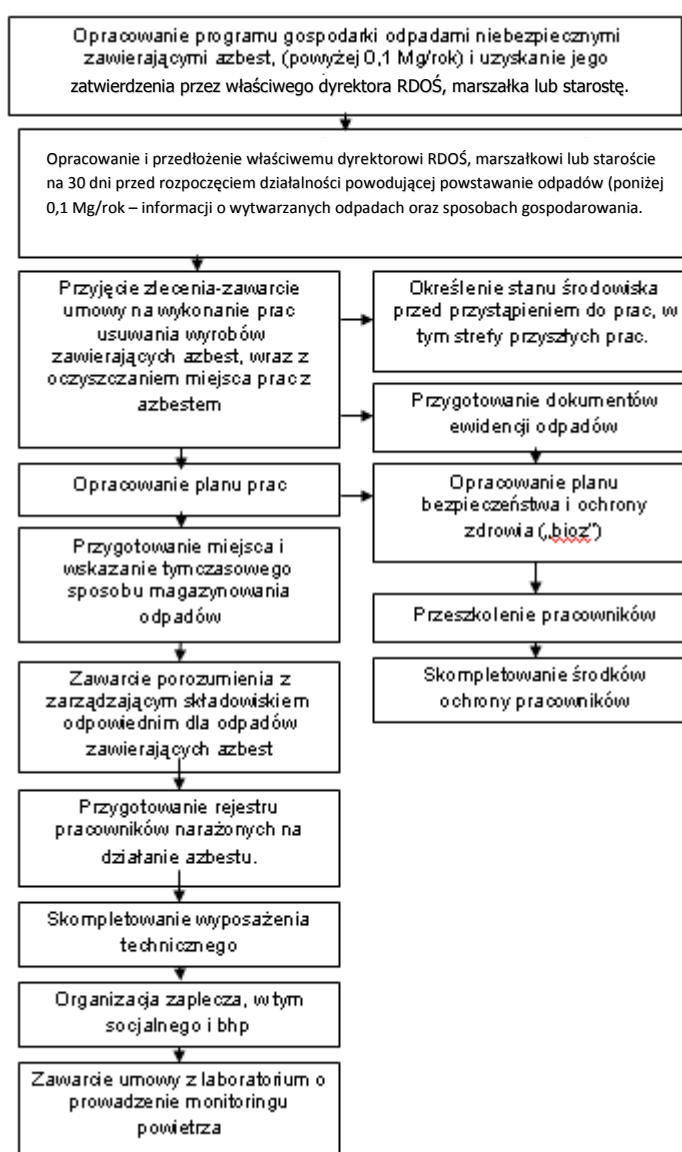 Opracowanie programu gospodarki odpadami niebezpiecznymi
zawierającymi azbest, (powyżej 0,1 Mg/rok) i uzyskanie jego
zatwierdzenia przez właściwego dyrektora RDOŚ, marszałka lub starostę.
Opracowanie i przedłożenie właściwemu dyrektorowi RDOŚ, marszałkowi lub staroście
na 30 dni przed rozpoczęciem działalności powodującej powstawanie odpadów (poniżej
0,1 Mg/rok – informacji o wytwarzanych odpadach oraz sposobach gospodarowania.
Przyjęcie zlecenia-zawarcie
umowy na wykonanie prac
usuwania wyrobów
zawierających azbest, wraz z
oczyszczaniem miejsca prac z
azbestem
Określenie stanu środowiska
przed przystąpieniem do prac, w
tym strefy przyszłych prac.
Przygotowanie dokumentów
ewidencji odpadów
Opracowanie planu prac
Opracowanie planu
bezpieczeństwa i ochrony
zdrowia („bioz”)
Przygotowanie miejsca i
wskazanie tymczasowego
sposobu magazynowania
odpadów
Przeszkolenie pracowników
Zawarcie porozumienia z
zarządzającym składowiskiem
odpowiednim dla odpadów
zawierających azbest
Skompletowanie środków
ochrony pracowników
Przygotowanie rejestru
pracowników narażonych na
działanie azbestu.
Skompletowanie wyposażenia
technicznego
Organizacja zaplecza, w tym
socjalnego i bhp
Zawarcie umowy z laboratorium o
prowadzenie monitoringu
powietrza